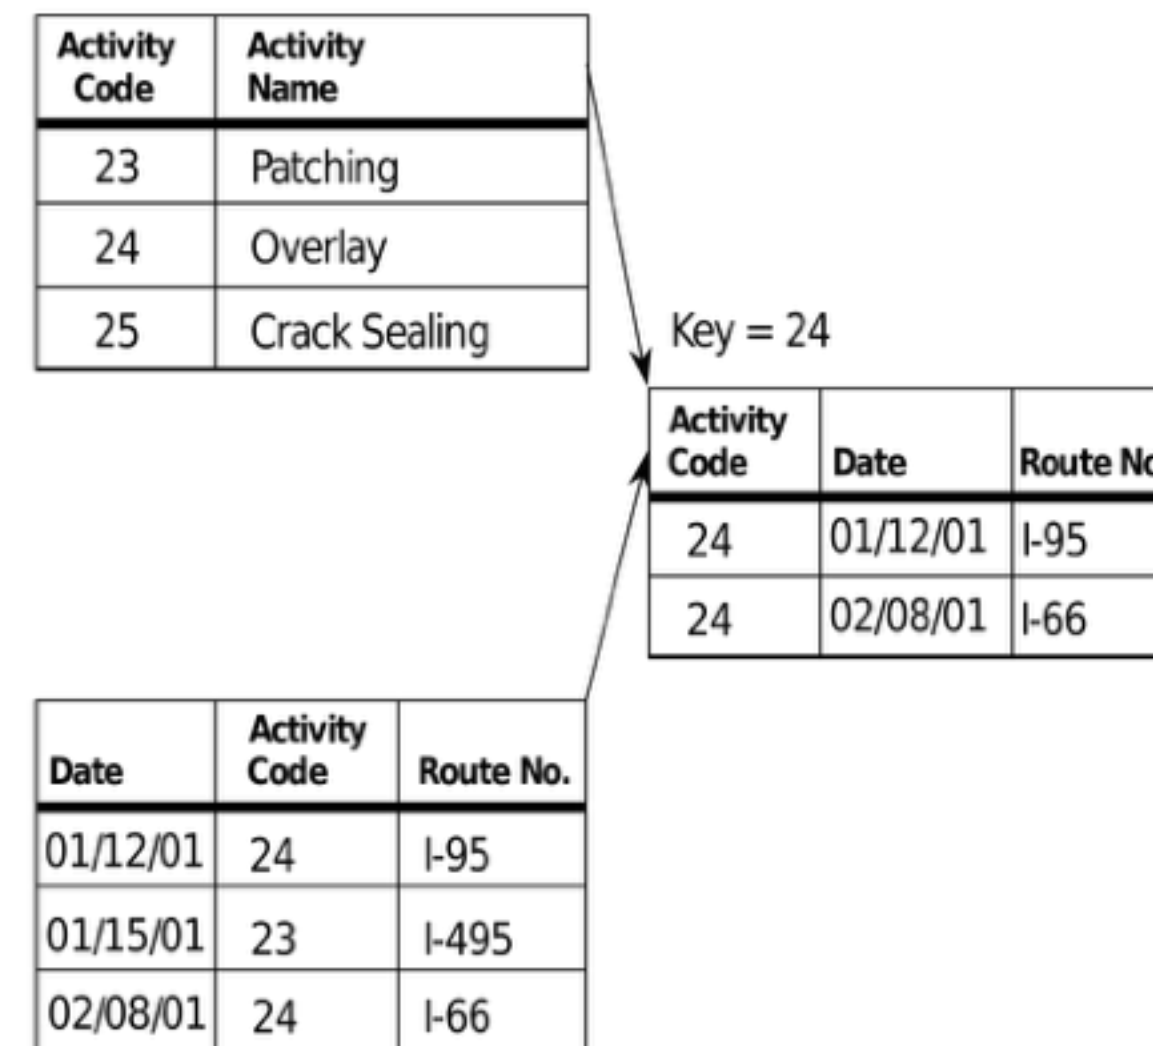 Activity Code Activity Name
23 Patching
24 Overlay
25 Crack Sealing
Key = 24
Activity Code Date Route No
24 01/12/01 I-95
24 02/08/01 I-66
Date Activity Code Route No.
01/12/01 24 I-95
01/15/01 23 I-495
02/08/01 24 I-66